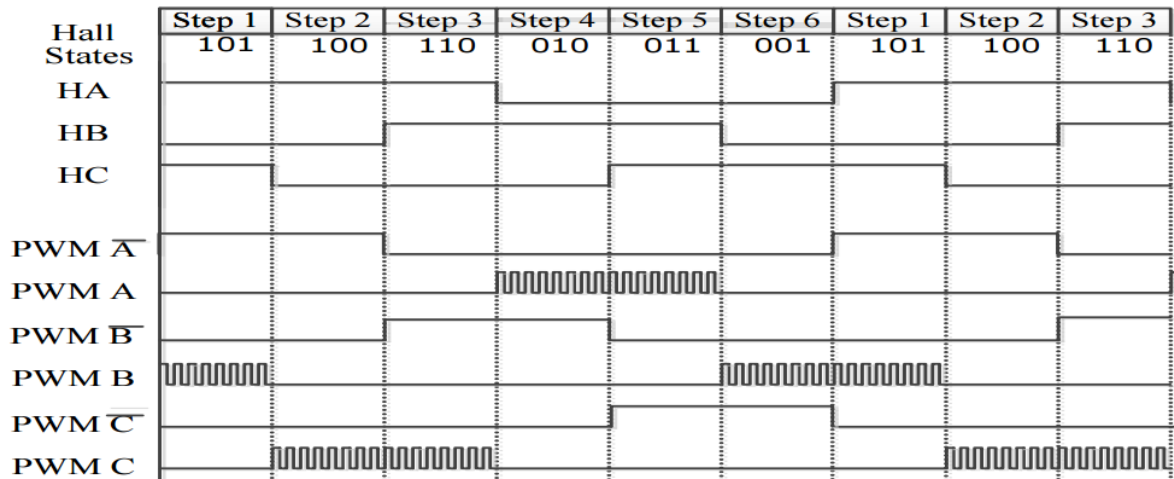 Step 1 Step 2 Step 3 Step 4 Step 5 Step 6 Step 1 Step 2 Step 3
Hall States 101 100 110 010 011 001 101 100 110
HA
HB
HC
PWM A̅
PWM A
PWM B̅
PWM B
PWM C̅
PWM C